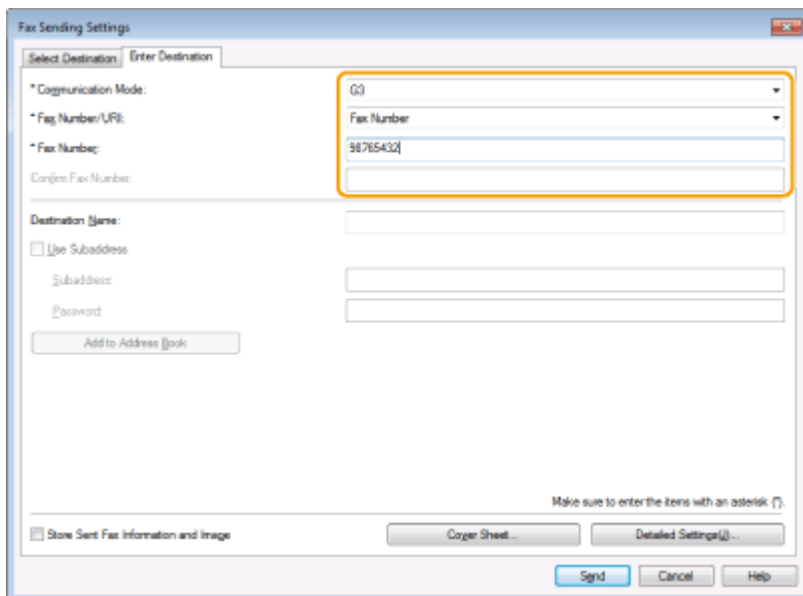 Fax Sending Settings
Select Destination Enter Destination
* Communication Mode: G3
* Fax Number/URI: Fax Number
* Fax Number: 98765432
Confirm Fax Number:
Destination Name:
Use Subaddress
Subaddress:
Password:
Add to Address Book
Make sure to enter the items with an asterisk (*).
Store Sent Fax Information and Image Cover Sheet... Detailed Settings(J)...
Send Cancel Help